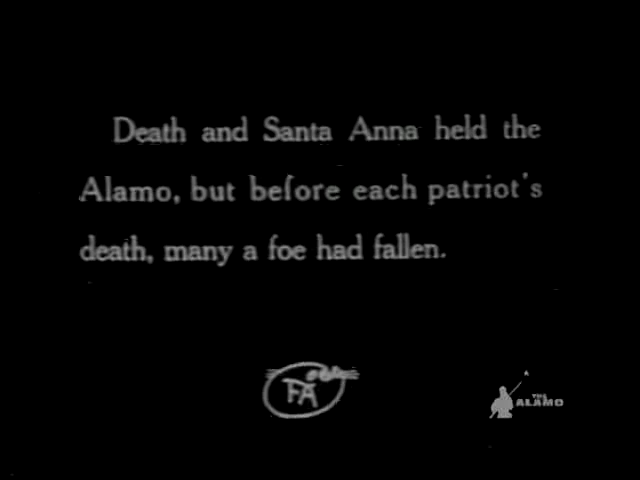 Death and Santa Anna held the
Alamo, but before each patriot's
death, many a foe had fallen.
FA
THE
ALAMO